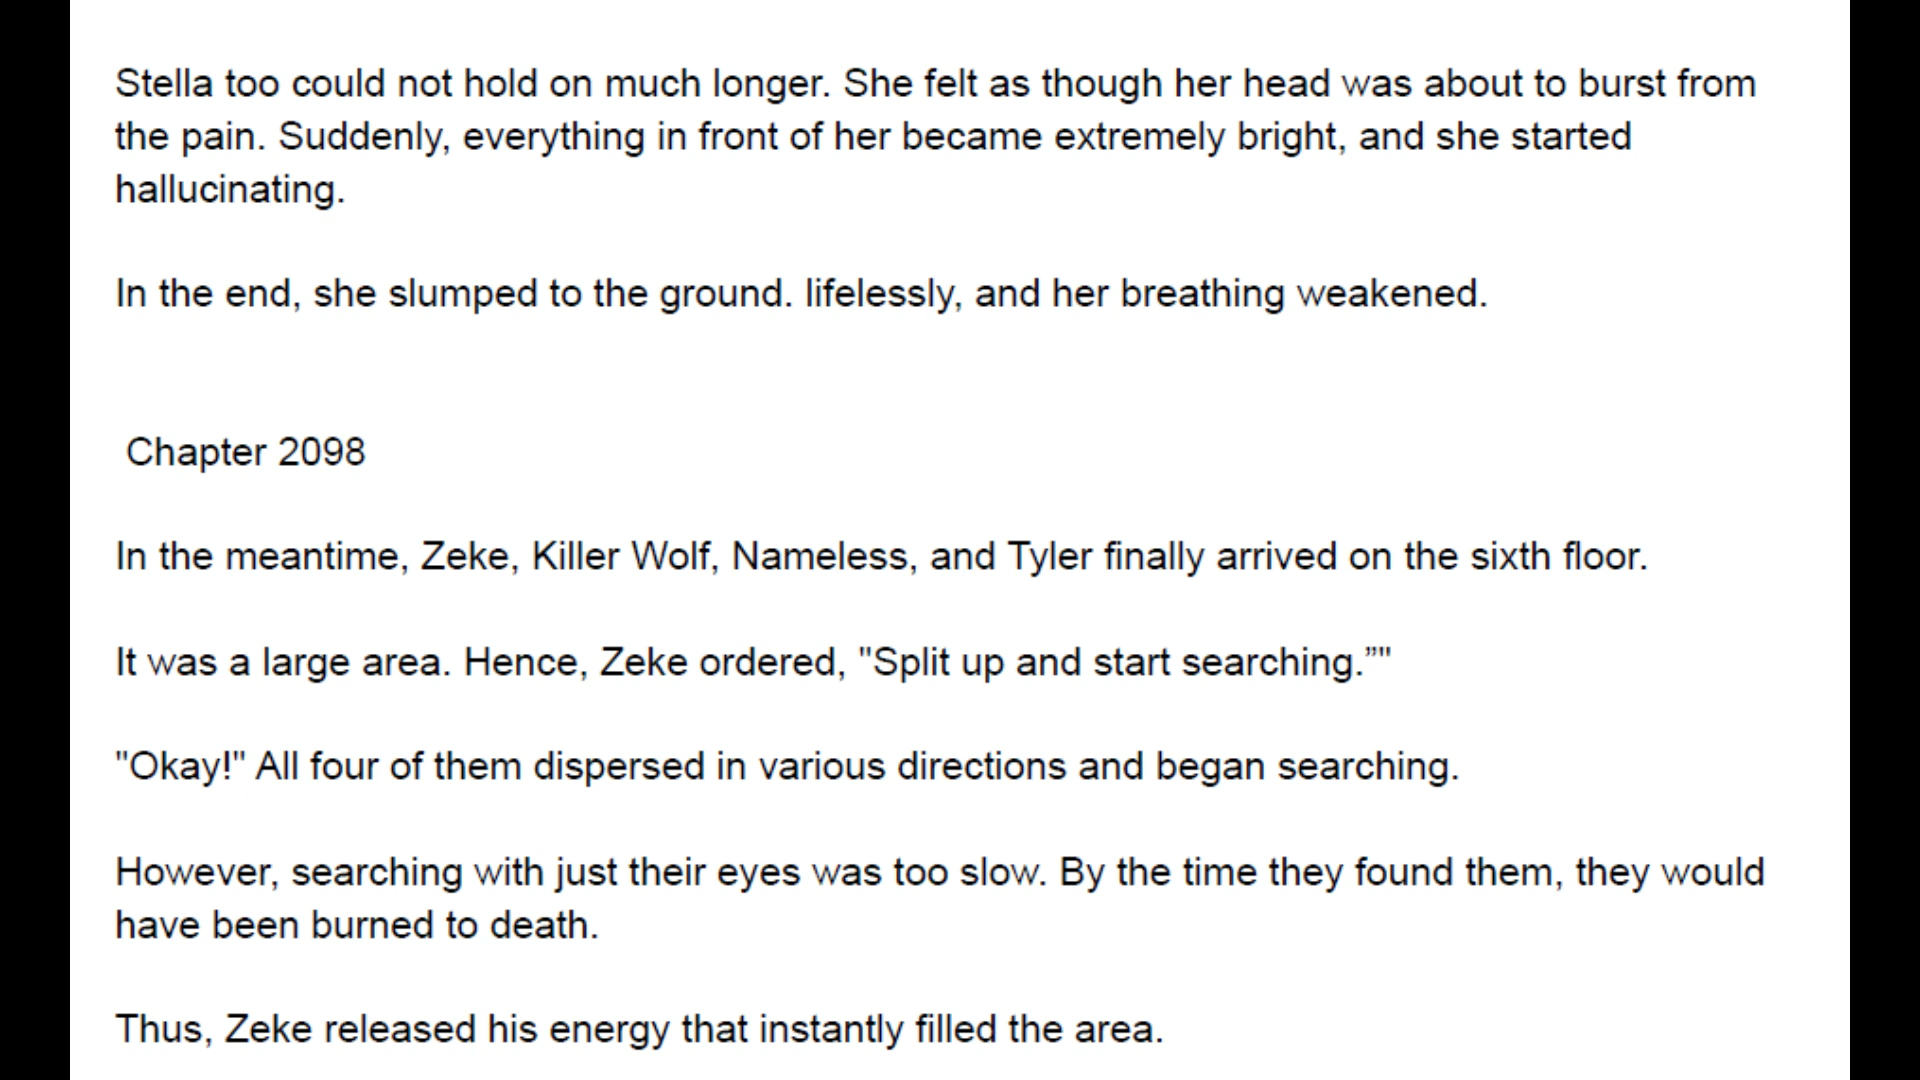 Stella too could not hold on much longer. She felt as though her head was about to burst from
the pain. Suddenly, everything in front of her became extremely bright, and she started
hallucinating.
In the end, she slumped to the ground. lifelessly, and her breathing weakened.
Chapter 2098
In the meantime, Zeke, Killer Wolf, Nameless, and Tyler finally arrived on the sixth floor.
It was a large area. Hence, Zeke ordered, "Split up and start searching.”"
"Okay!" All four of them dispersed in various directions and began searching.
However, searching with just their eyes was too slow. By the time they found them, they would
have been burned to death.
Thus, Zeke released his energy that instantly filled the area.